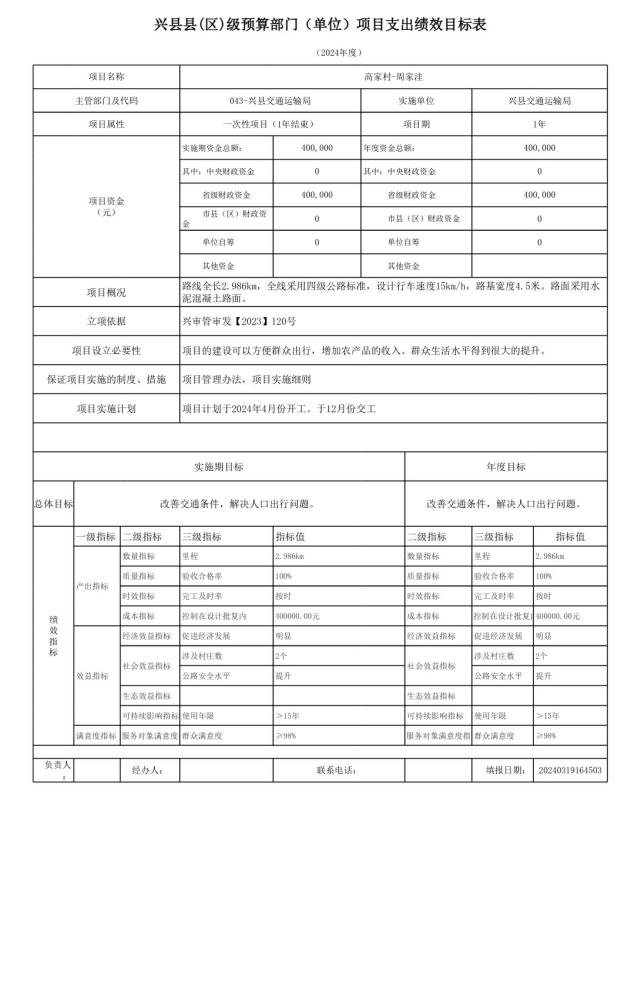 兴县县(区)级预算部门（单位）项目支出绩效目标表
（2024年度）
项目名称 高家村-周家洼
主管部门及代码 043-兴县交通运输局 实施单位 兴县交通运输局
项目属性 一次性项目（1年结束） 项目期 1年
项目资金
（元）
实施期资金总额： 400,000 年度资金总额： 400,000
其中：中央财政资金 0 其中：中央财政资金 0
省级财政资金 400,000 省级财政资金 400,000
市县（区）财政资
金 0 市县（区）财政资金 0
单位自筹 0 单位自筹 0
其他资金 其他资金
项目概况 路线全长2.986km，全线采用四级公路标准，设计行车速度15km/h，路基宽度4.5米。路面采用水
泥混凝土路面。
立项依据 兴审管审发【2023】120号
项目设立必要性 项目的建设可以方便群众出行，增加农产品的收入。群众生活水平得到很大的提升。
保证项目实施的制度、措施 项目管理办法，项目实施细则
项目实施计划 项目计划于2024年4月份开工。于12月份交工
实施期目标 年度目标
总体目标 改善交通条件，解决人口出行问题。 改善交通条件，解决人口出行问题。
绩效指标
一级指标 二级指标 三级指标 指标值 二级指标 三级指标 指标值
产出指标
数量指标 里程 2.986km 数量指标 里程 2.986km
质量指标 验收合格率 100% 质量指标 验收合格率 100%
时效指标 完工及时率 按时 时效指标 完工及时率 按时
成本指标 控制在设计批复内 400000.00元 成本指标 控制在设计批复内 400000.00元
效益指标
经济效益指标 促进经济发展 明显 经济效益指标 促进经济发展 明显
社会效益指标 涉及村庄数 2个 社会效益指标 涉及村庄数 2个
公路安全水平 提升 公路安全水平 提升
生态效益指标 生态效益指标
可持续影响指标 使用年限 ＞15年 可持续影响指标 使用年限 ＞15年
满意度指标 服务对象满意度 群众满意度 ≥98% 服务对象满意度指 群众满意度 ≥98%
负责人
： 经办人： 联系电话： 填报日期： 20240319164503